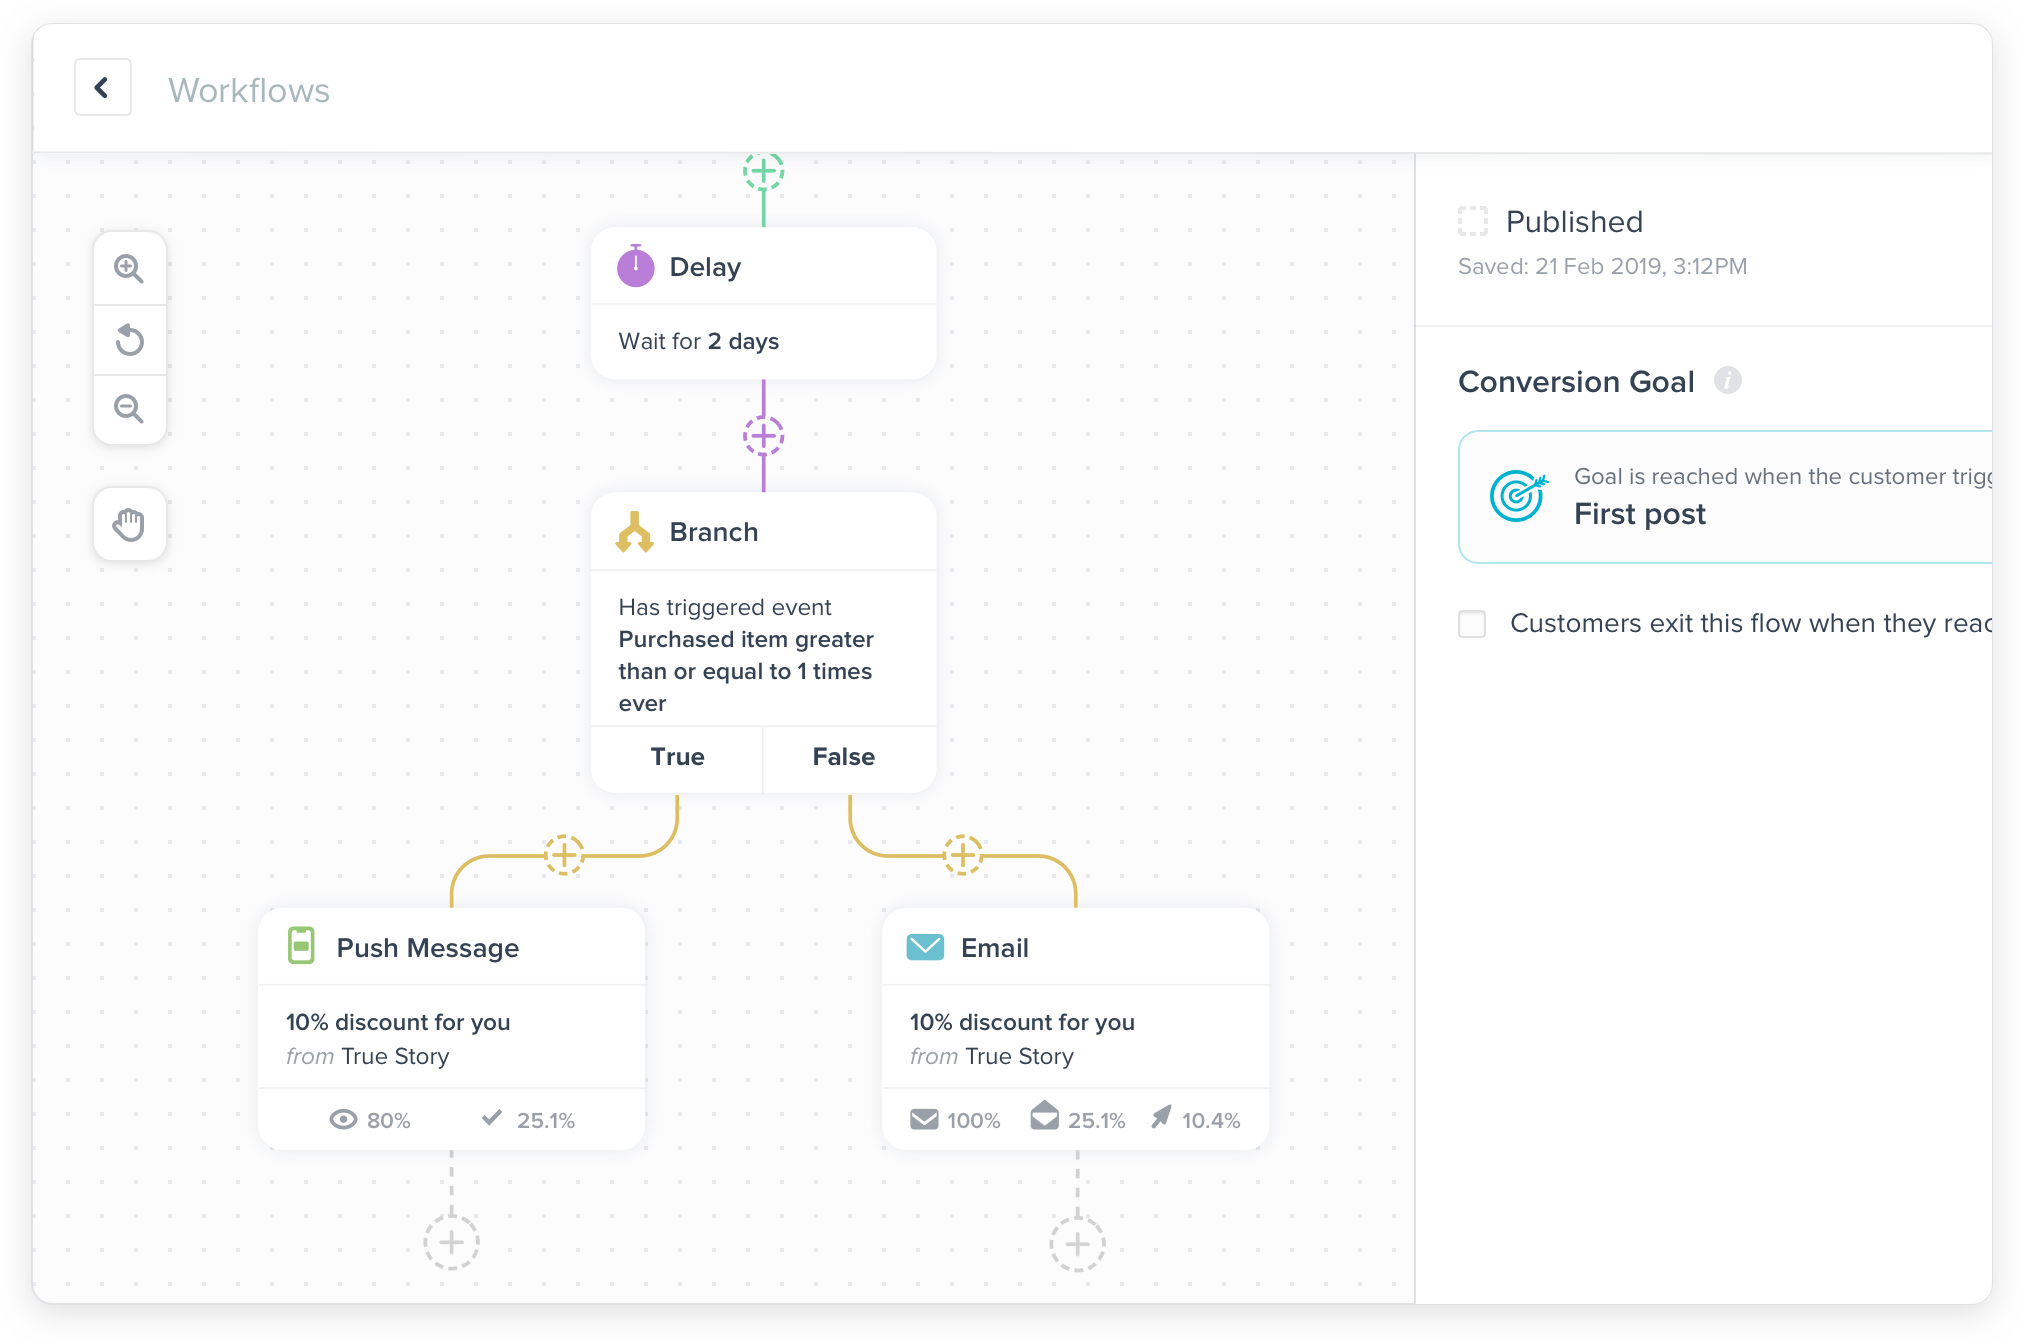 Workflows
Delay
Wait for 2 days
Branch
Has triggered event
Purchased item greater
than or equal to 1 times
ever
True
False
Push Message
10% discount for you
from True Story
80%
25.1%
Email
10% discount for you
from True Story
100%
25.1%
10.4%
Published
Saved: 21 Feb 2019, 3:12PM
Conversion Goal
i
Goal is reached when the customer
First post
Customers exit this flow when they